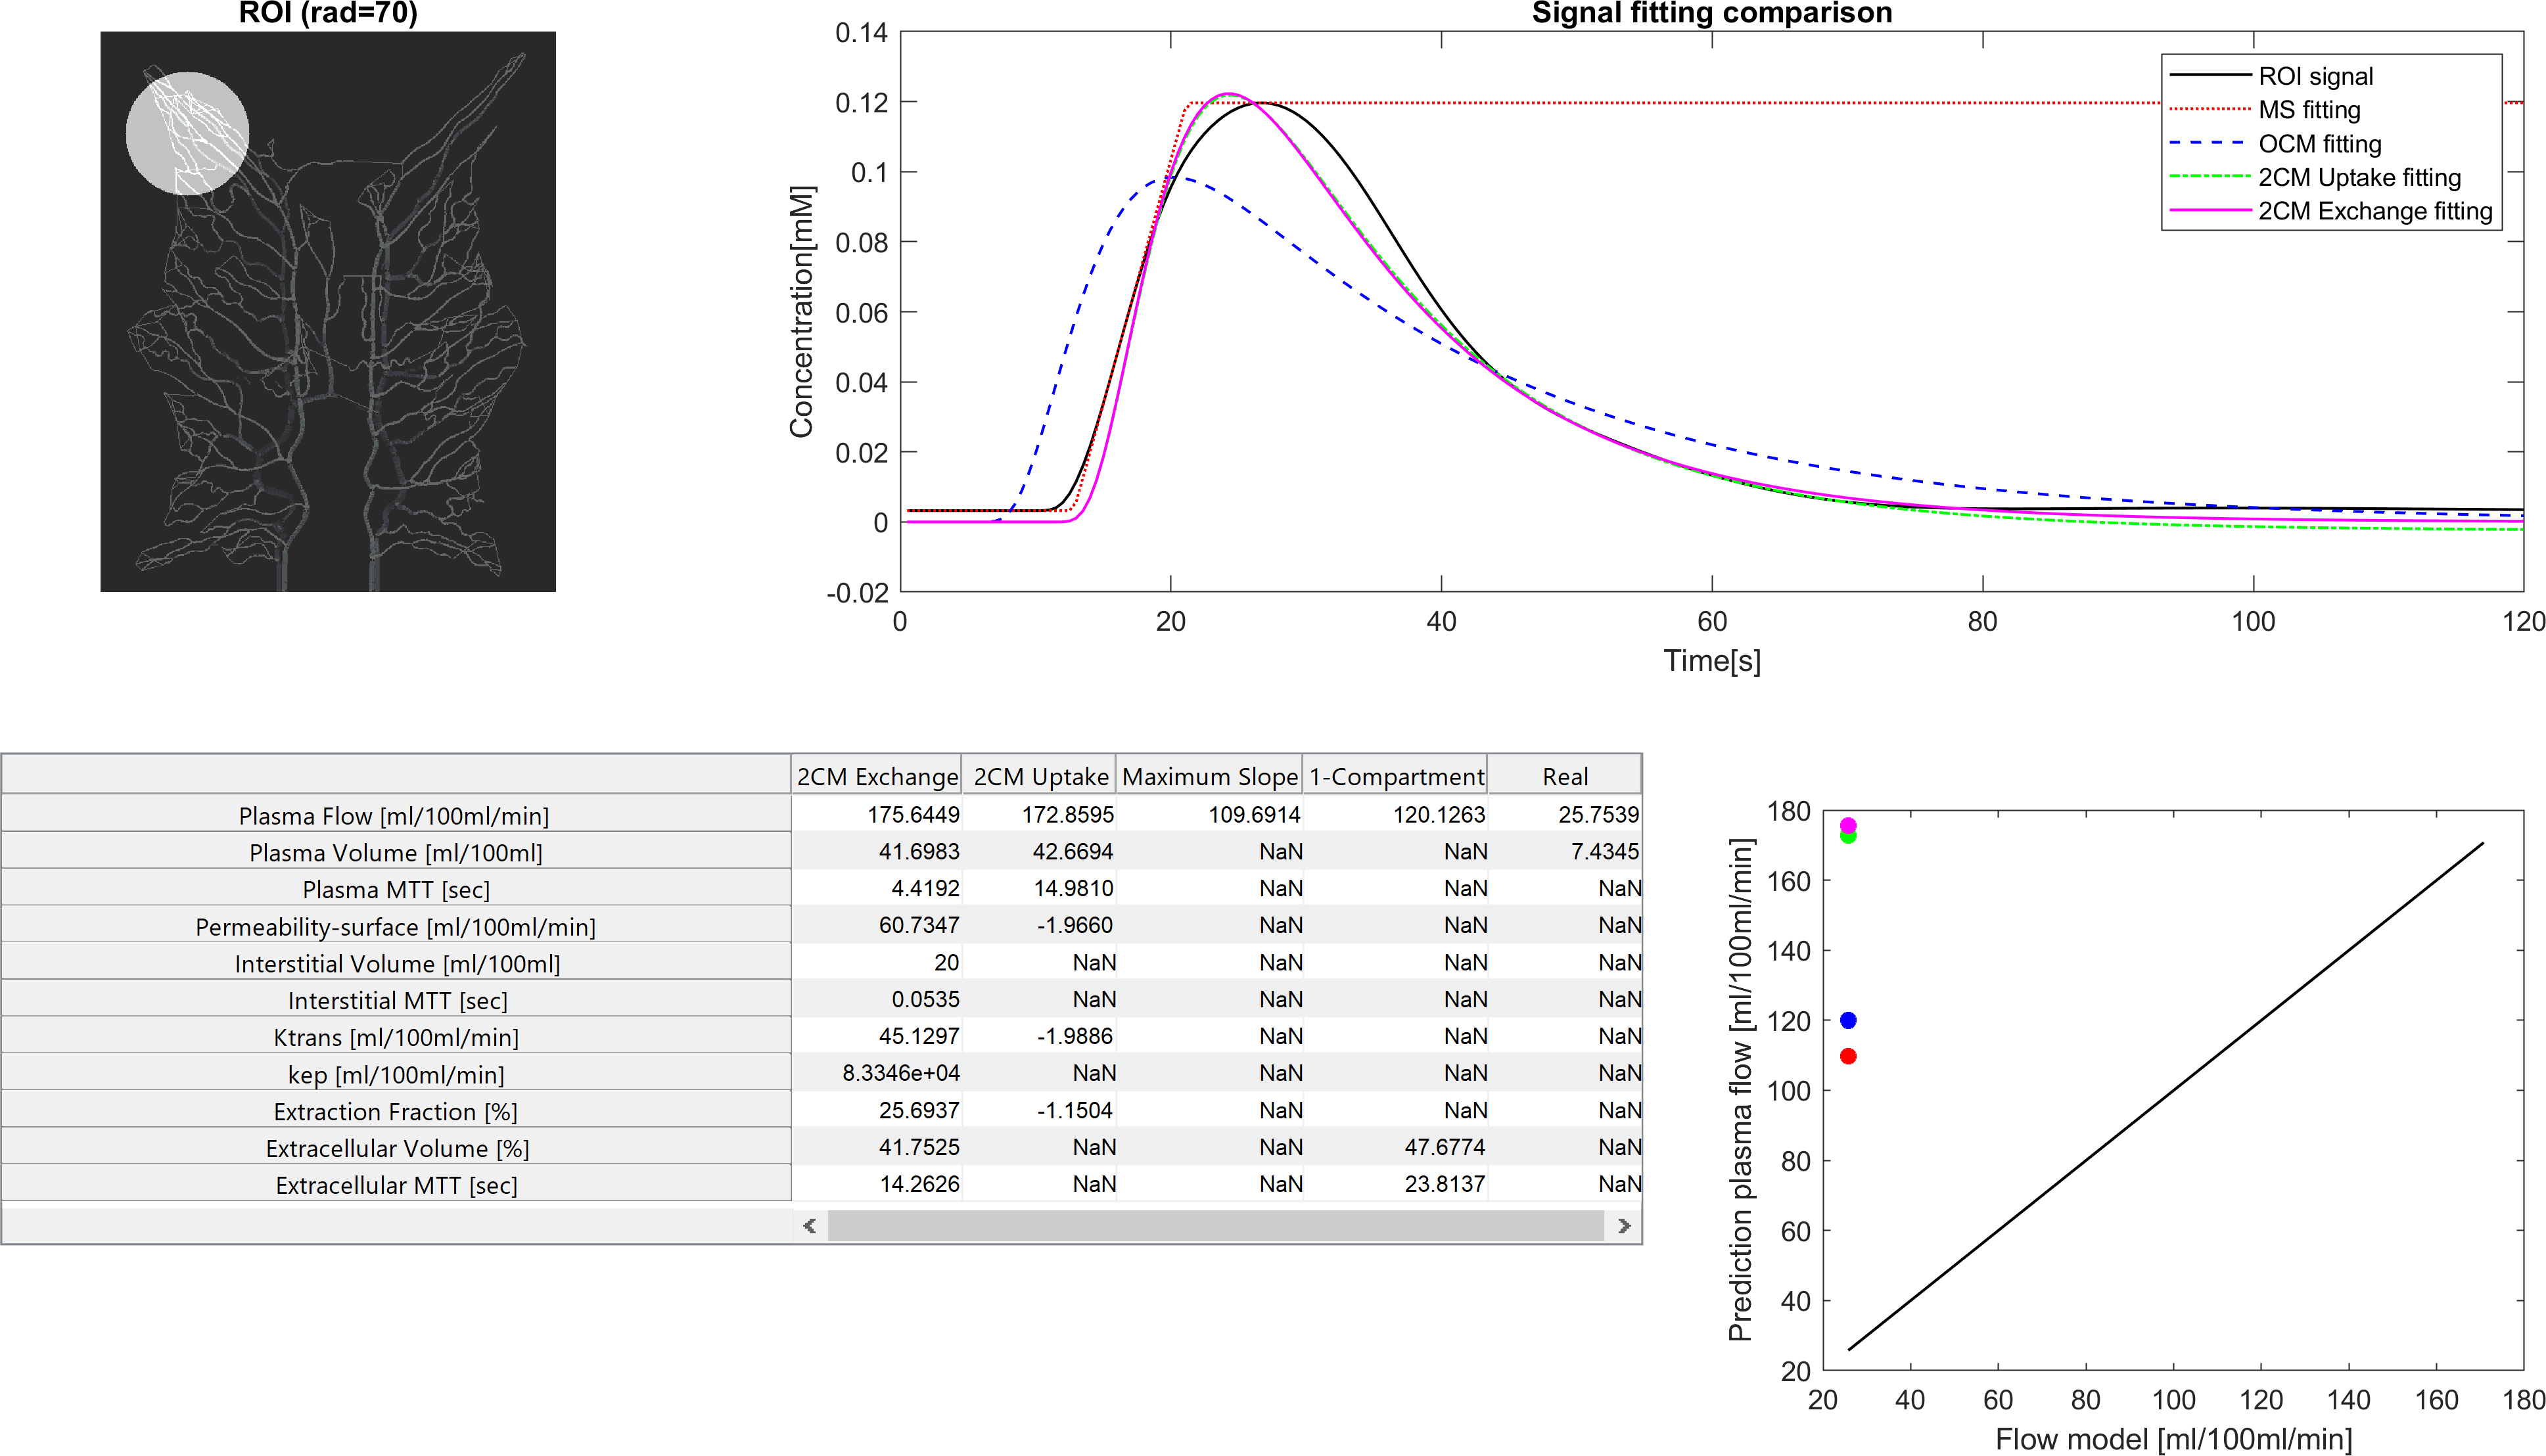 ROI (rad=70)
Signal fitting comparison
0.14
0.12
0.1
0.08
0.06
0.04
0.02
0
-0.02
Concentration[mM]
0 20 40 60 80 100 120
Time[s]
ROI signal
MS fitting
OCM fitting
2CM Uptake fitting
2CM Exchange fitting
2CM Exchange 2CM Uptake Maximum Slope 1-Compartment Real
Plasma Flow [ml/100ml/min] 175.6449 172.8595 109.6914 120.1263 25.7539
Plasma Volume [ml/100ml] 41.6983 42.6694 NaN NaN 7.4345
Plasma MTT [sec] 4.4192 14.9810 NaN NaN NaN
Permeability-surface [ml/100ml/min] 60.7347 -1.9660 NaN NaN NaN
Interstitial Volume [ml/100ml] 20 NaN NaN NaN NaN
Interstitial MTT [sec] 0.0535 NaN NaN NaN NaN
Ktrans [ml/100ml/min] 45.1297 -1.9886 NaN NaN NaN
kep [ml/100ml/min] 8.3346e+04 NaN NaN NaN NaN
Extraction Fraction [%] 25.6937 -1.1504 NaN NaN NaN
Extracellular Volume [%] 41.7525 NaN NaN 47.6774 NaN
Extracellular MTT [sec] 14.2626 NaN NaN 23.8137 NaN
180
160
140
120
100
80
60
40
20
Prediction plasma flow [ml/100ml/min]
20 40 60 80 100 120 140 160 180
Flow model [ml/100ml/min]